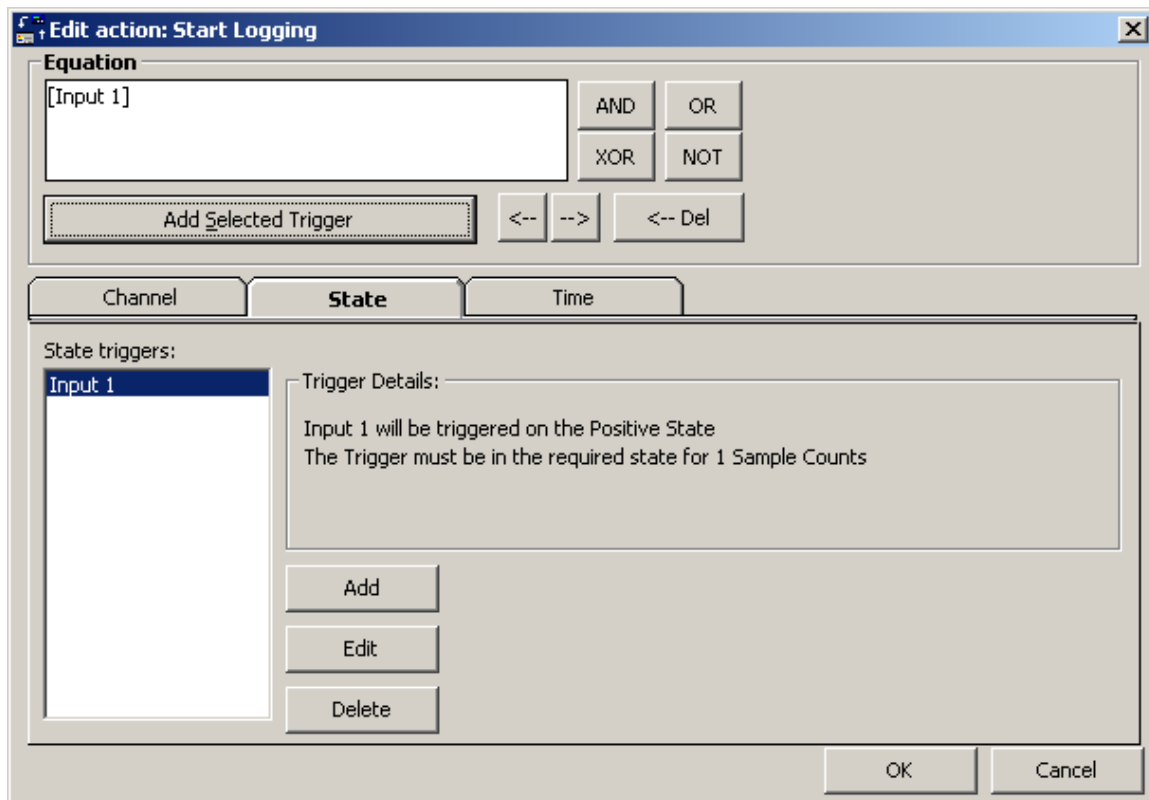 Edit action: Start Logging
Equation
[Input 1]
AND OR
XOR NOT
Add Selected Trigger <-- --> <-- Del
Channel State Time
State triggers:
Input 1
Trigger Details:
Input 1 will be triggered on the Positive State
The Trigger must be in the required state for 1 Sample Counts
Add
Edit
Delete
OK Cancel